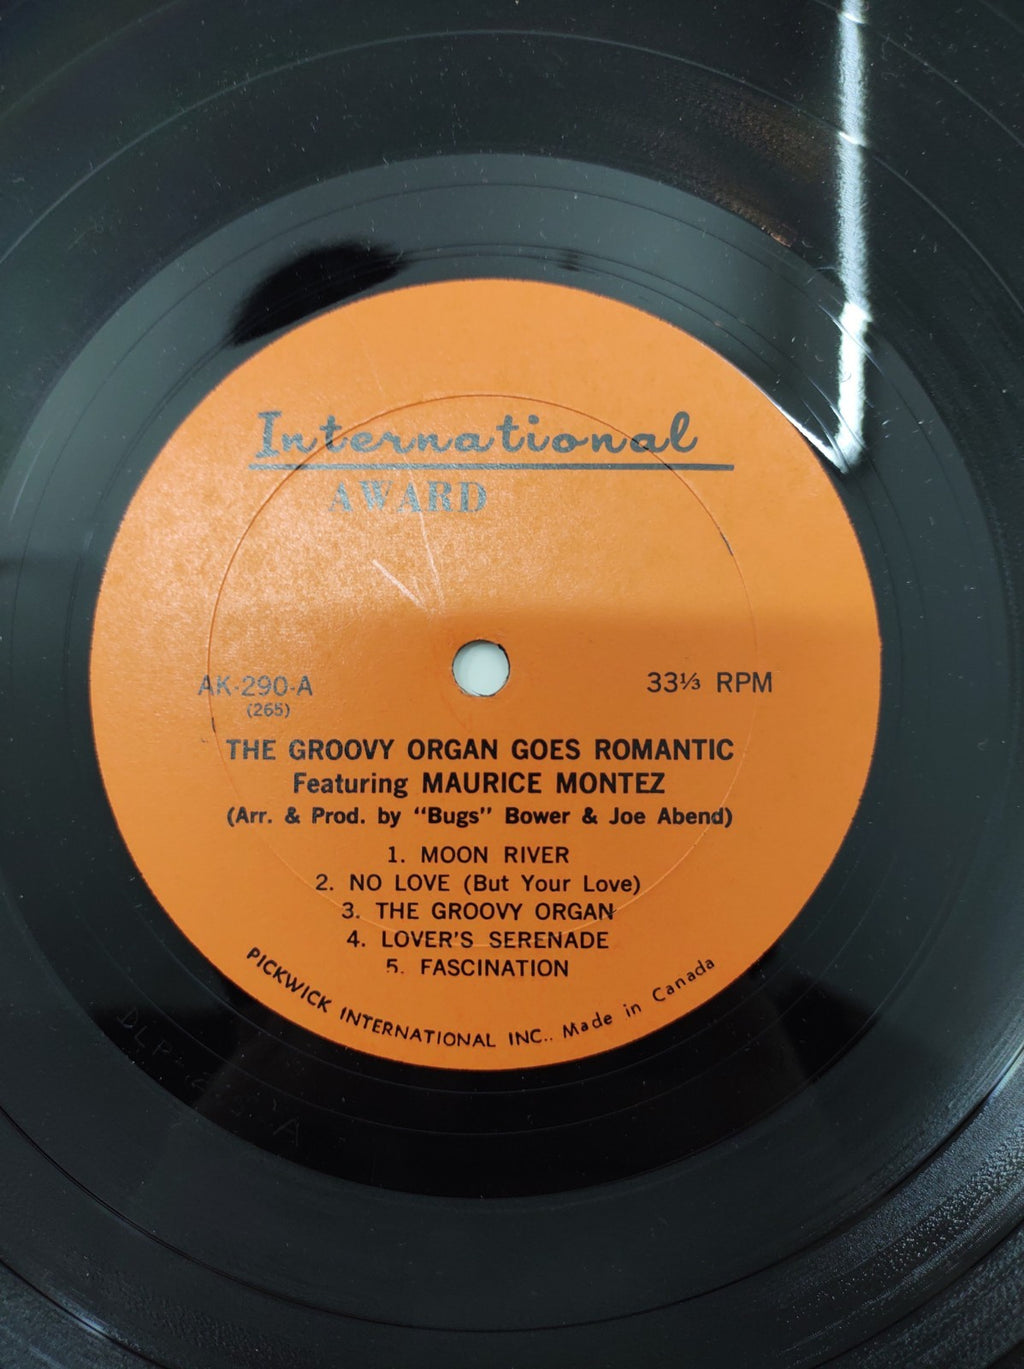 International
AWARD
AK-290-A
(265)
33⅓ RPM
THE GROOVY ORGAN GOES ROMANTIC
Featuring MAURICE MONTEZ
(Arr. & Prod. by "Bugs" Bower & Joe Abend)
1. MOON RIVER
2. NO LOVE (But Your Love)
3. THE GROOVY ORGAN
4. LOVER'S SERENADE
5. FASCINATION
PICKWICK INTERNATIONAL INC.. Made in Canada